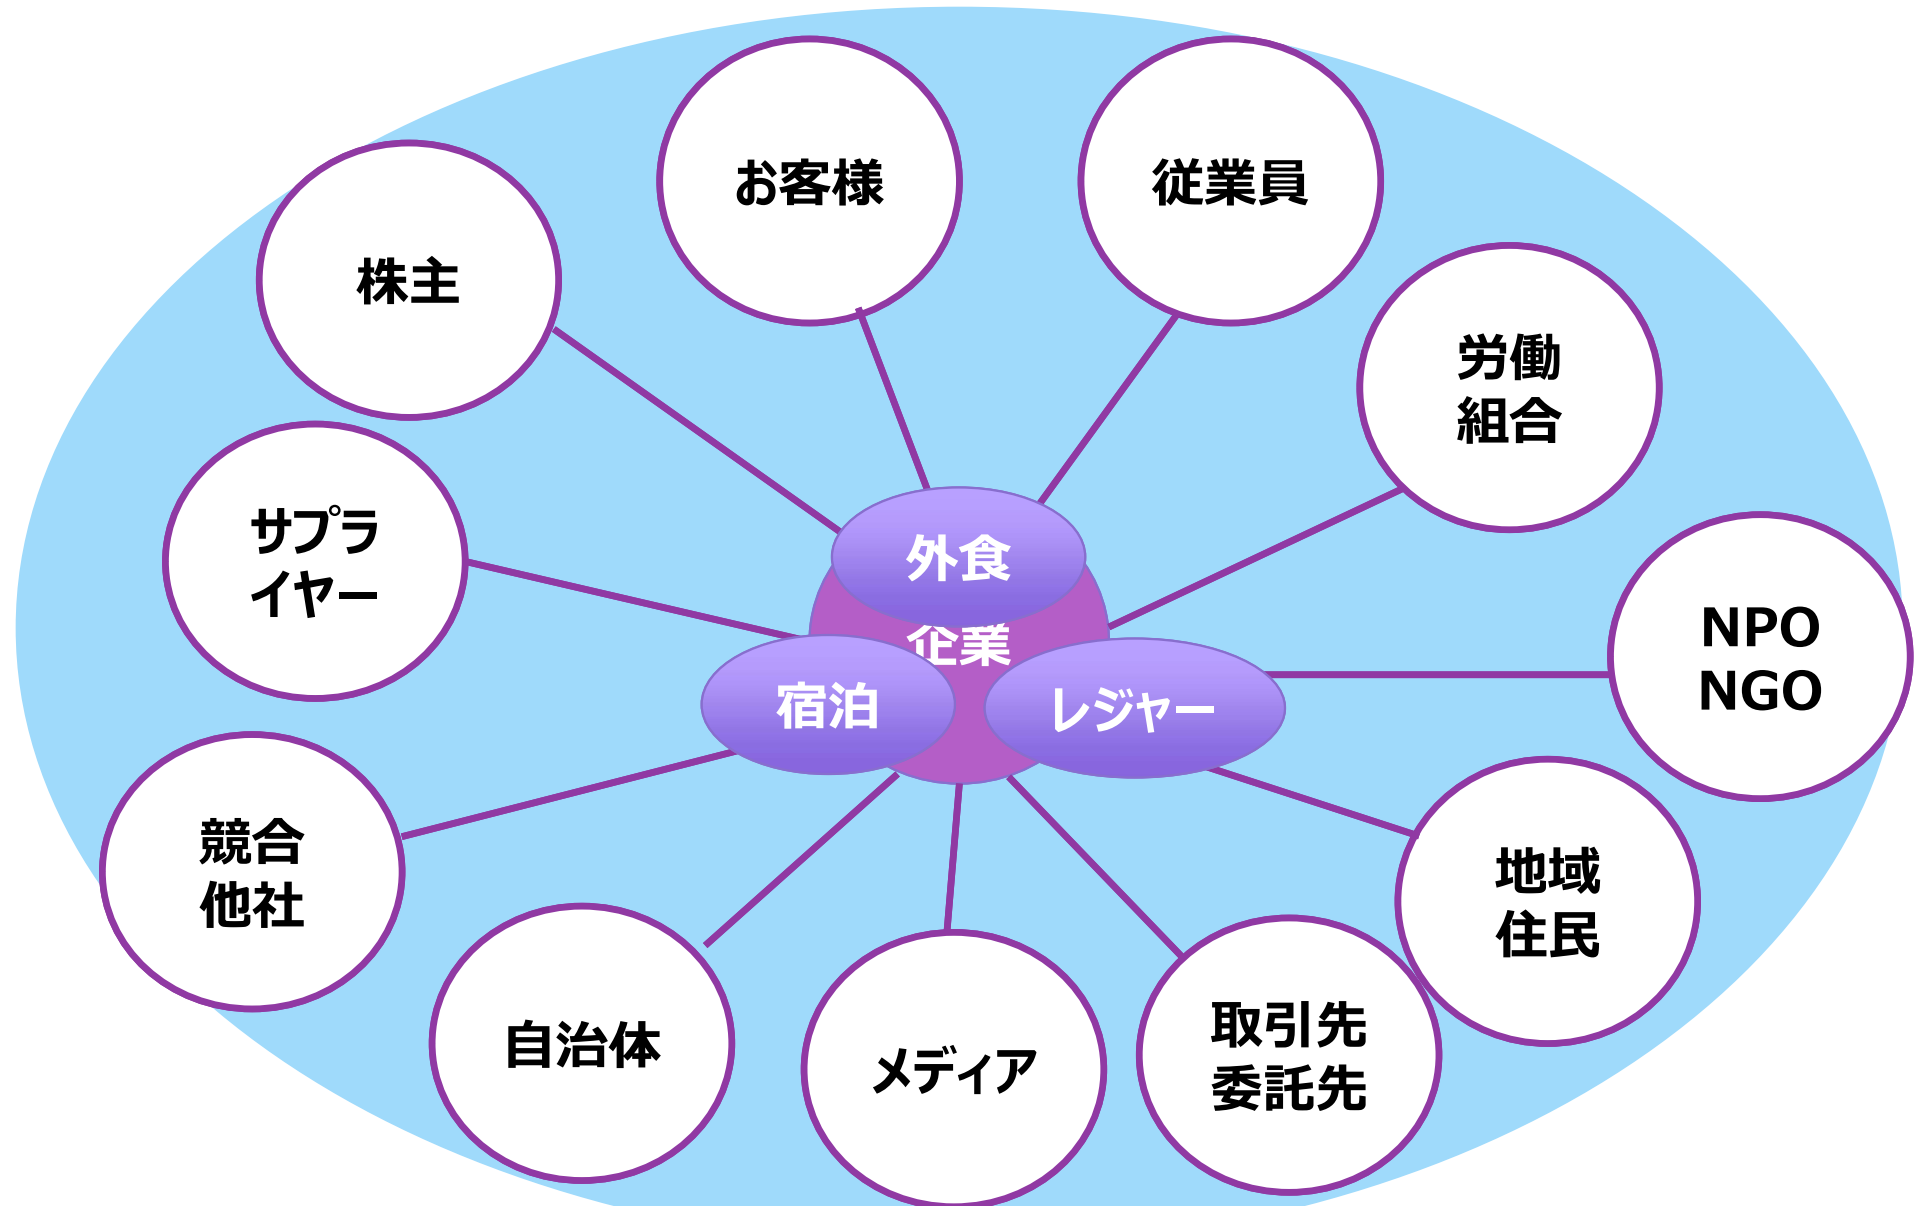 お客様
従業員
株主
労働
組合
サプラ
イヤー
外食
企業
NPO
NGO
宿泊
レジャー
競合
他社
地域
住民
自治体
メディア
取引先
委託先